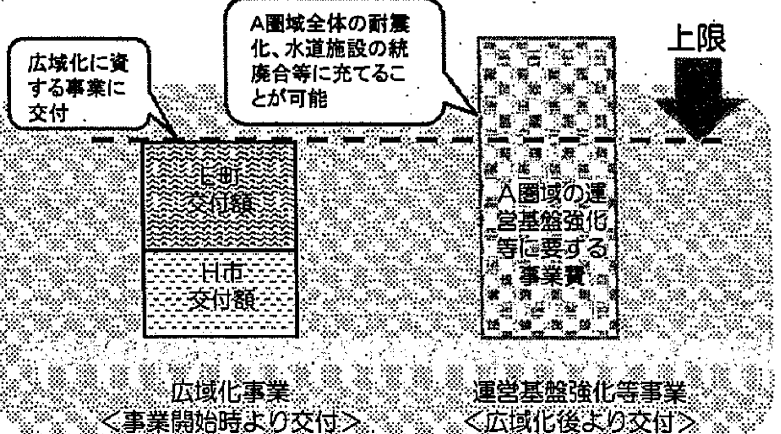 広域化に資
する事業に
交付
A圏域全体の耐震
化、水道施設の統
廃合等に充てるこ
とが可能
上限
交付額
H市
交付額
A圏域の運
営基盤強化
等に要する
事業費
広域化事業
<事業開始時より交付>
運営基盤強化等事業
<広域化後より交付>